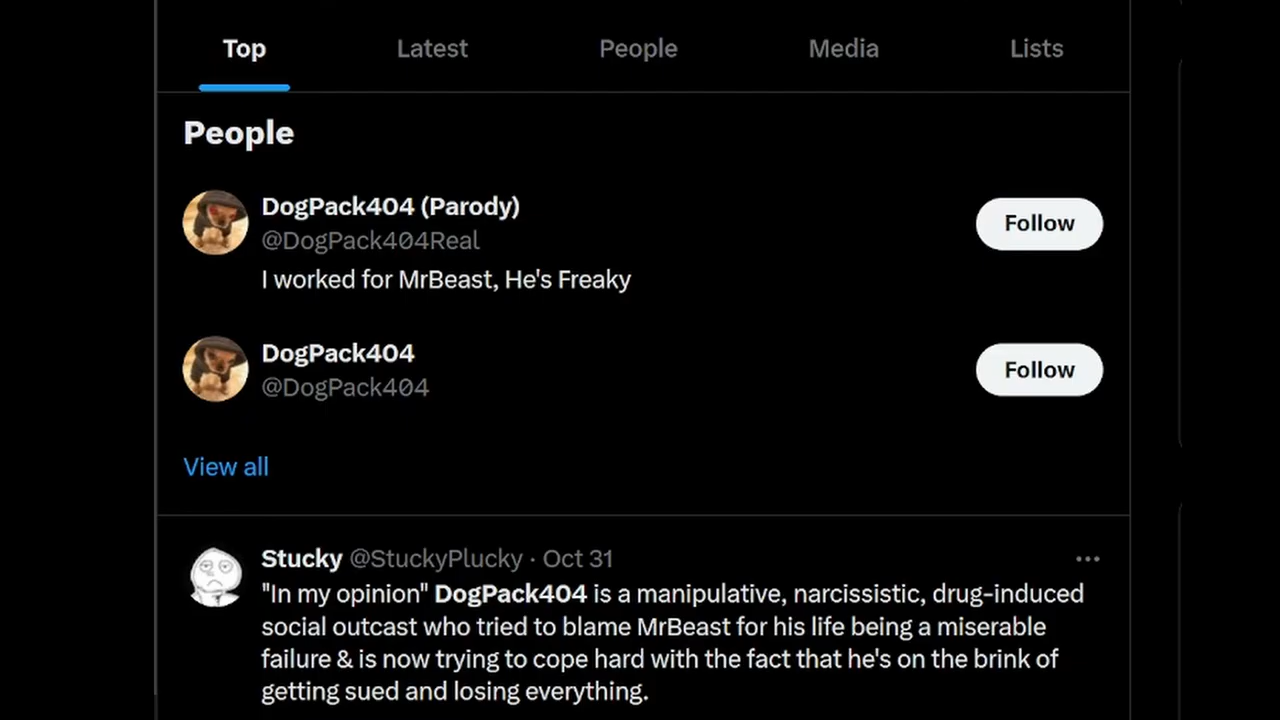 Top Latest People Media Lists
People
DogPack404 (Parody)
@DogPack404Real
Follow
I worked for MrBeast, He's Freaky
DogPack404
@DogPack404
Follow
View all
Stucky @StuckyPlucky · Oct 31
"In my opinion" DogPack404 is a manipulative, narcissistic, drug-induced
social outcast who tried to blame MrBeast for his life being a miserable
failure & is now trying to cope hard with the fact that he's on the brink of
getting sued and losing everything.